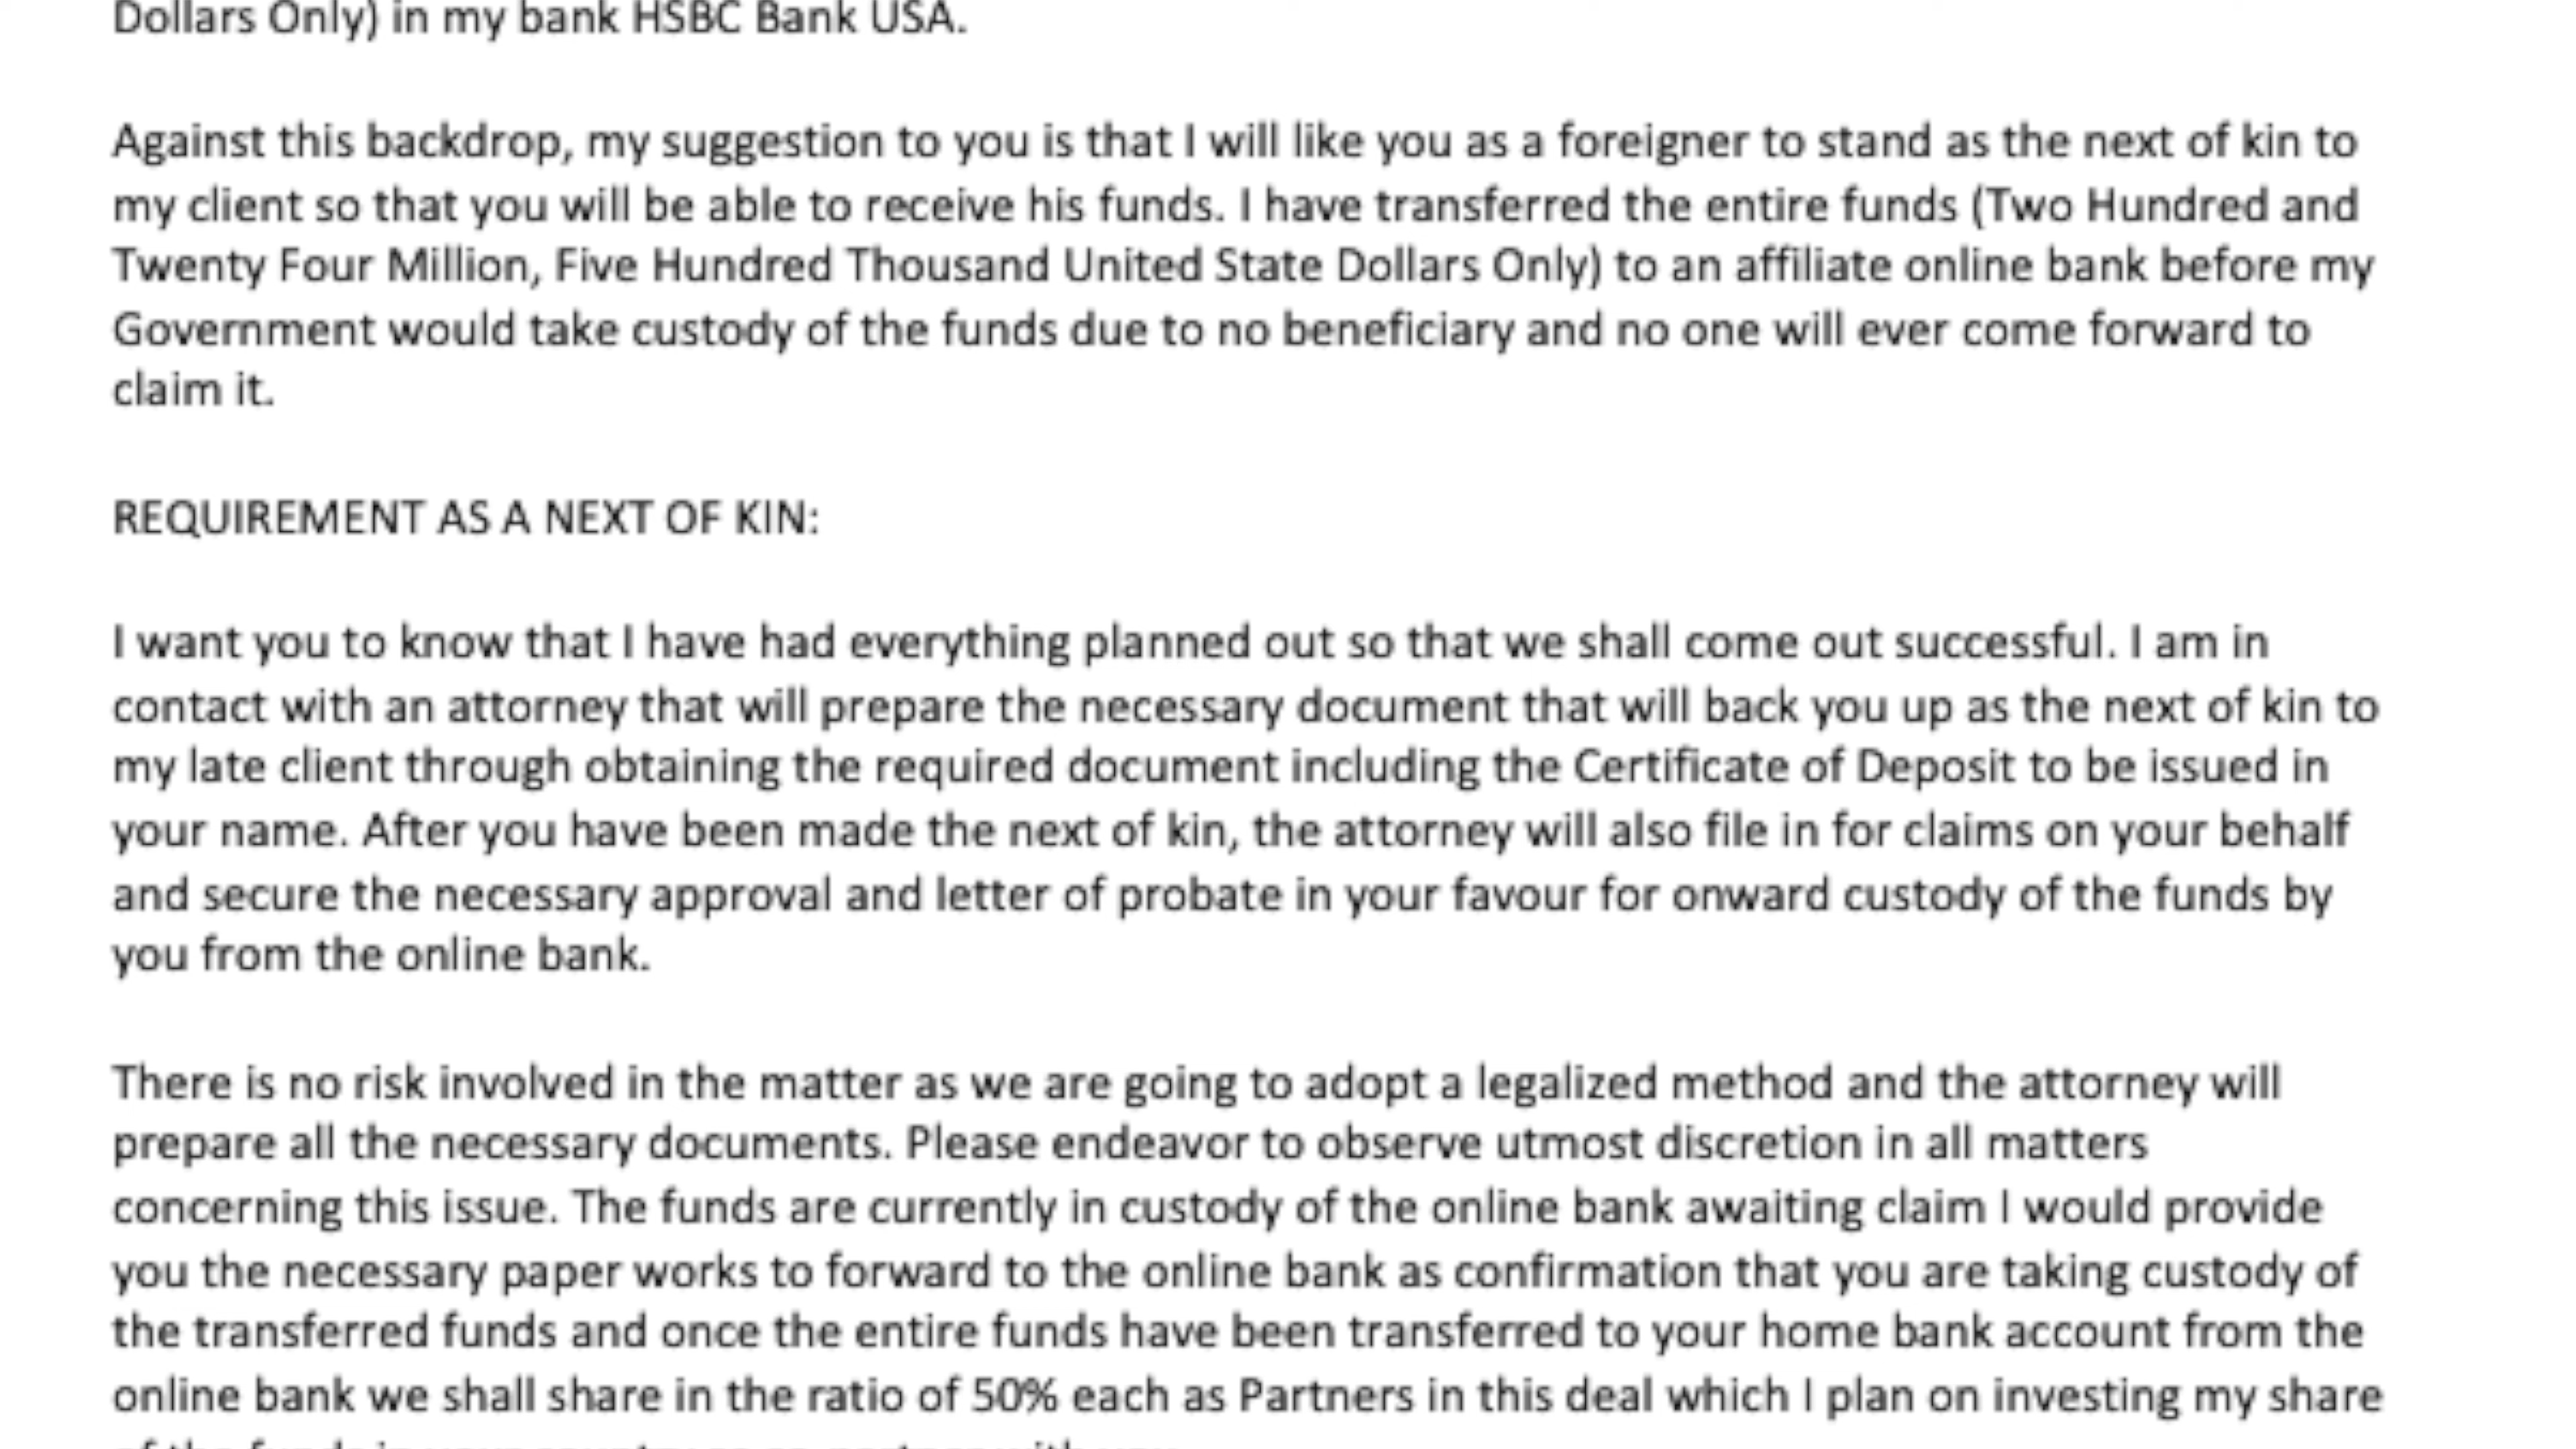 Dollars Only) in my bank HSBC Bank USA.
Against this backdrop, my suggestion to you is that I will like you as a foreigner to stand as the next of kin to
my client so that you will be able to receive his funds. I have transferred the entire funds (Two Hundred and
Twenty Four Million, Five Hundred Thousand United State Dollars Only) to an affiliate online bank before my
Government would take custody of the funds due to no beneficiary and no one will ever come forward to
claim it.
REQUIREMENT AS A NEXT OF KIN:
I want you to know that I have had everything planned out so that we shall come out successful. I am in
contact with an attorney that will prepare the necessary document that will back you up as the next of kin to
my late client through obtaining the required document including the Certificate of Deposit to be issued in
your name. After you have been made the next of kin, the attorney will also file in for claims on your behalf
and secure the necessary approval and letter of probate in your favour for onward custody of the funds by
you from the online bank.
There is no risk involved in the matter as we are going to adopt a legalized method and the attorney will
prepare all the necessary documents. Please endeavor to observe utmost discretion in all matters
concerning this issue. The funds are currently in custody of the online bank awaiting claim I would provide
you the necessary paper works to forward to the online bank as confirmation that you are taking custody of
the transferred funds and once the entire funds have been transferred to your home bank account from the
online bank we shall share in the ratio of 50% each as Partners in this deal which I plan on investing my share